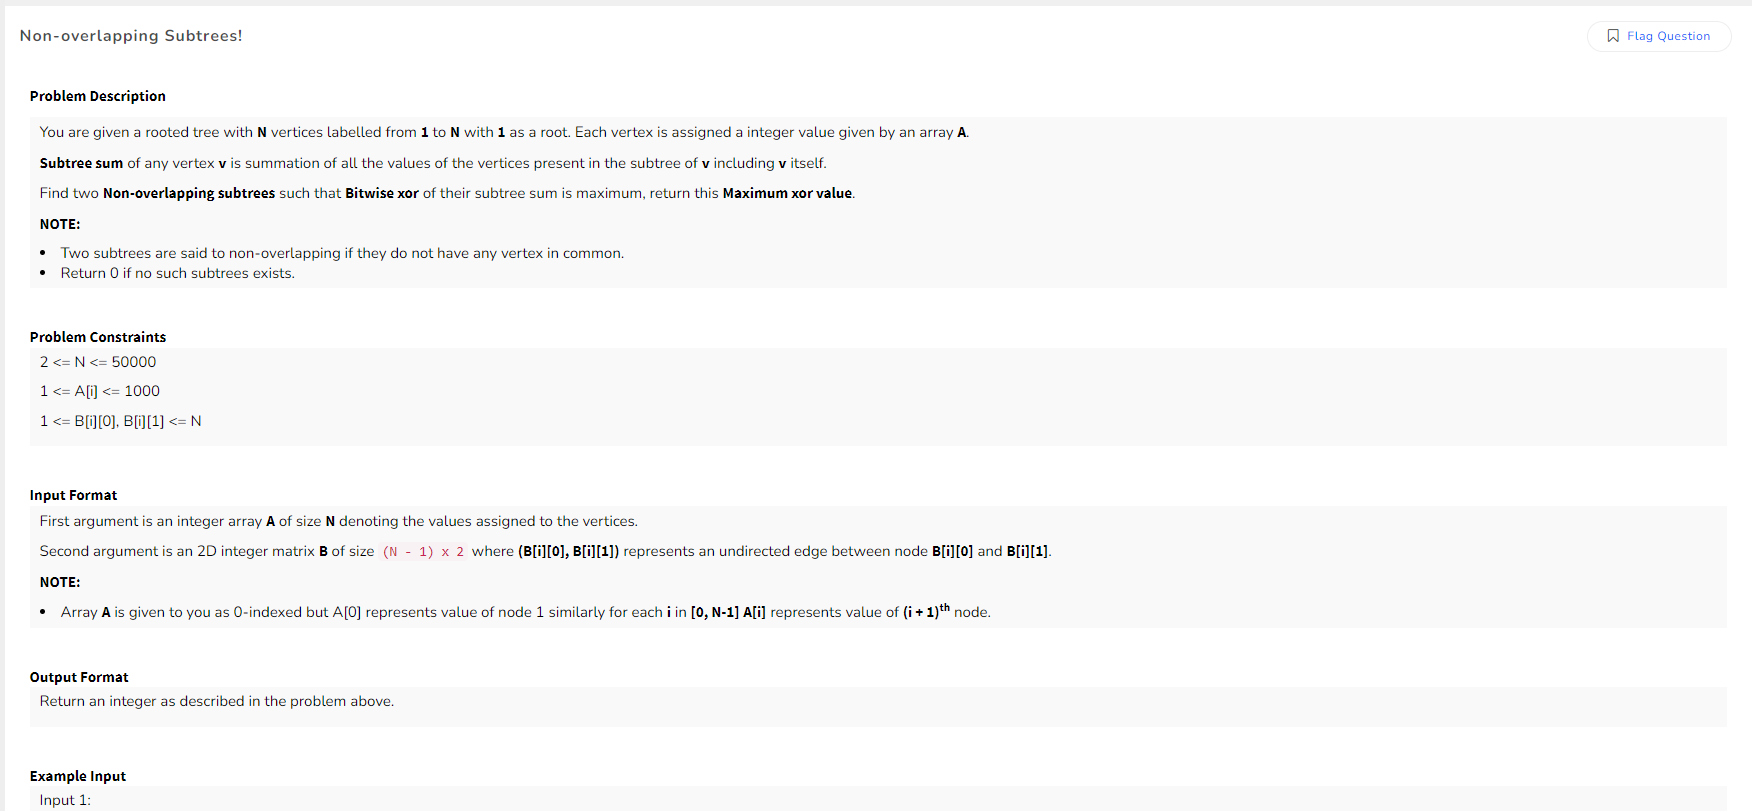 Non-overlapping Subtrees!
Flag Question
Problem Description
You are given a rooted tree with N vertices labelled from 1 to N with 1 as a root. Each vertex is assigned a integer value given by an array A.
Subtree sum of any vertex v is summation of all the values of the vertices present in the subtree of v including v itself.
Find two Non-overlapping subtrees such that Bitwise xor of their subtree sum is maximum, return this Maximum xor value.
NOTE:
• Two subtrees are said to non-overlapping if they do not have any vertex in common.
• Return 0 if no such subtrees exists.
Problem Constraints
2 <= N <= 50000
1 <= A[i] <= 1000
1 <= B[i][0], B[i][1] <= N
Input Format
First argument is an integer array A of size N denoting the values assigned to the vertices.
Second argument is an 2D integer matrix B of size (N - 1) x 2 where (B[i][0], B[i][1]) represents an undirected edge between node B[i][0] and B[i][1].
NOTE:
• Array A is given to you as 0-indexed but A[0] represents value of node 1 similarly for each i in [0, N-1] A[i] represents value of (i + 1)th node.
Output Format
Return an integer as described in the problem above.
Example Input
Input 1: